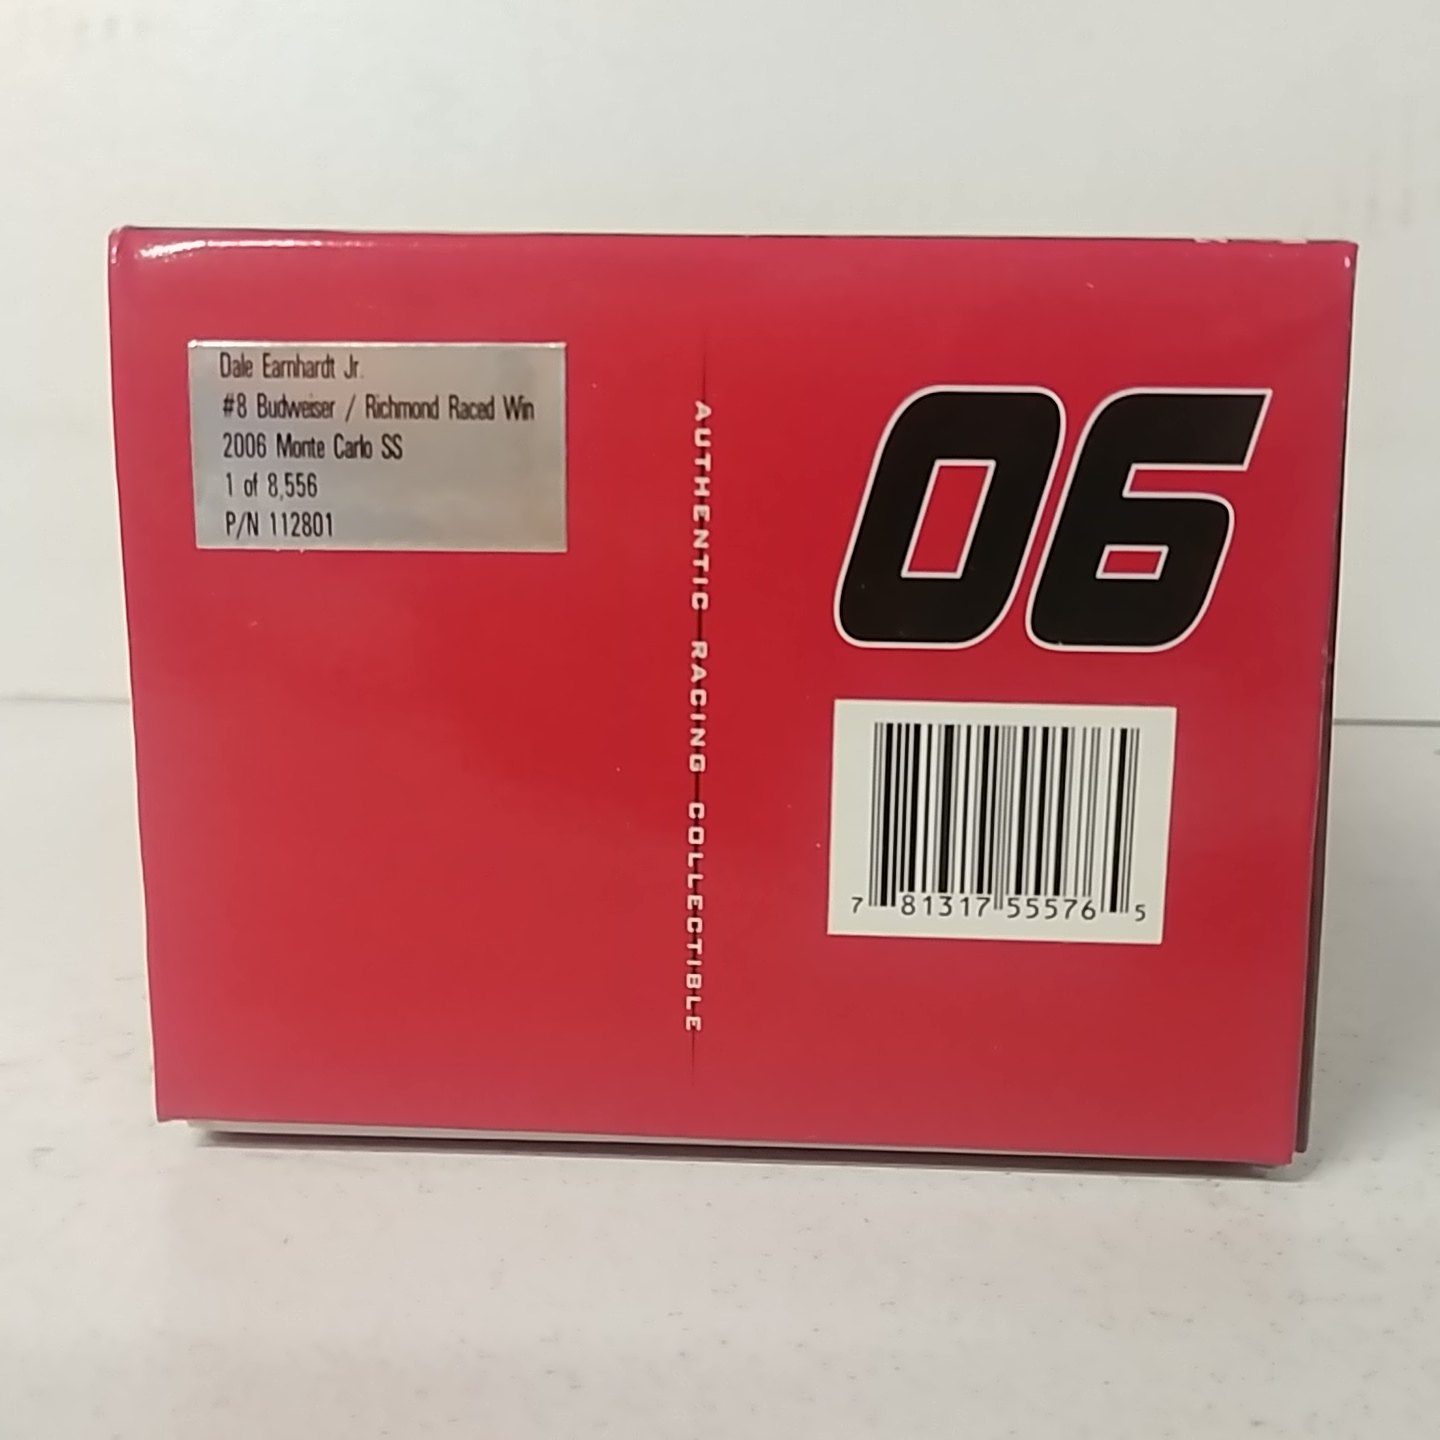 Dale Earnhardt Jr.
#8 Budweiser / Richmond Raced Win
2006 Monte Carlo SS
1 of 8,556
P/N 112801
AUTHENTIC RACING COLLECTIBLE
06
7 81317 55576 5